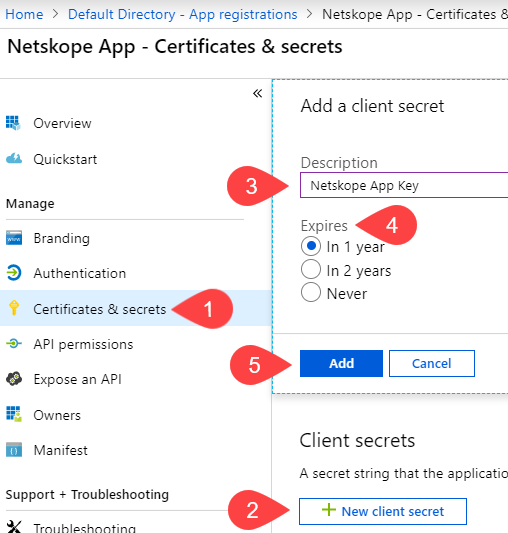 Home > Default Directory - App registrations > Netskope App - Certificates &
Netskope App - Certificates & secrets
«
Overview
Quickstart
Manage
Branding
Authentication
Certificates & secrets
1
API permissions
Expose an API
Owners
Manifest
Support + Troubleshooting
Troubleshooting
Add a client secret
Description
3
Netskope App Key
Expires
4
In 1 year
In 2 years
Never
5
Add
Cancel
Client secrets
A secret string that the application
2
+ New client secret